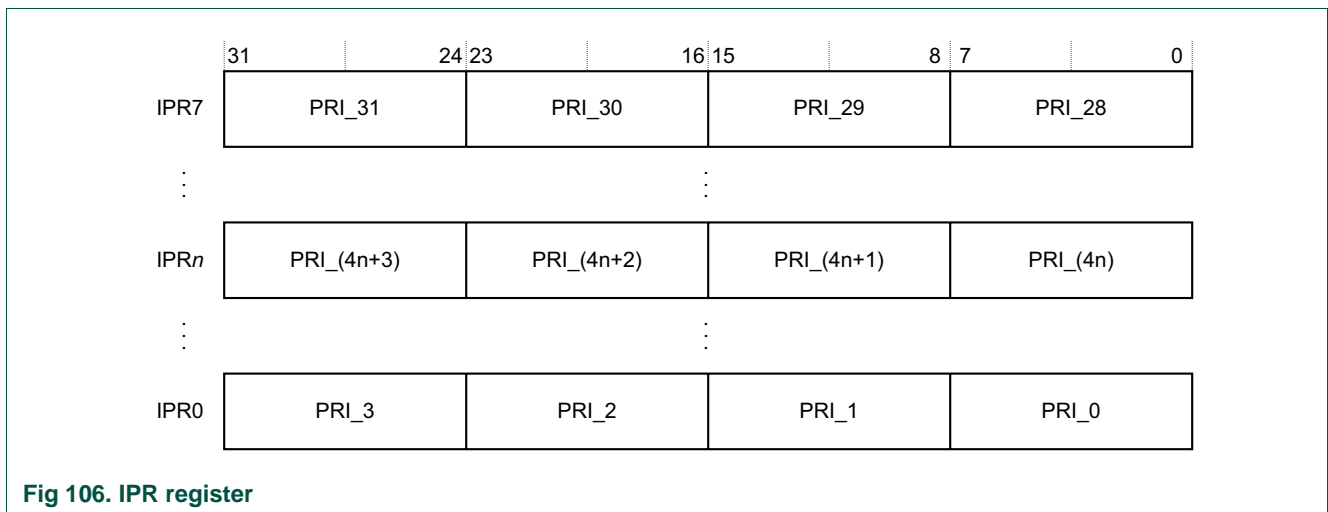 31 24 23 16 15 8 7 0
IPR7 PRI_31 PRI_30 PRI_29 PRI_28
IPRn PRI_(4n+3) PRI_(4n+2) PRI_(4n+1) PRI_(4n)
IPR0 PRI_3 PRI_2 PRI_1 PRI_0
Fig 106. IPR register